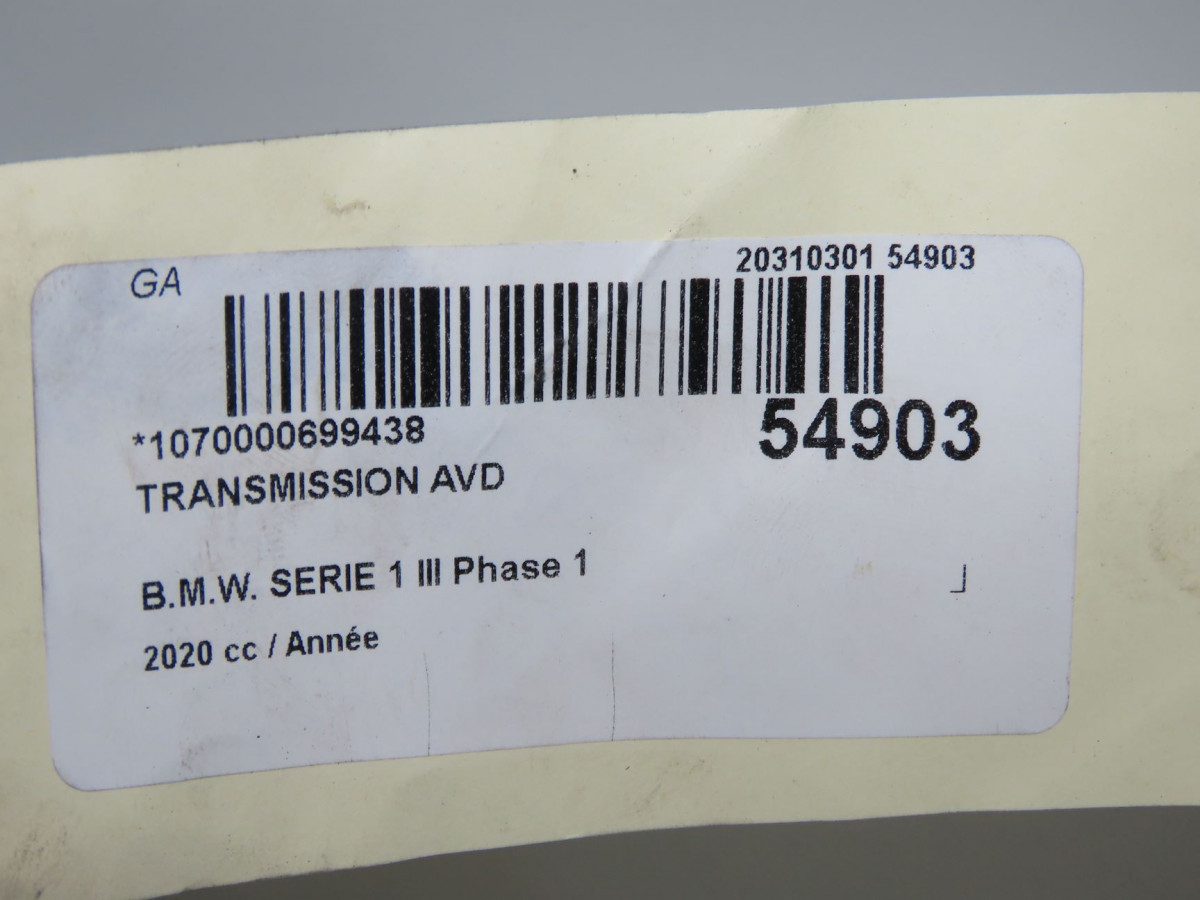 GA
20310301 54903
*1070000699438
54903
TRANSMISSION AVD
B.M.W. SERIE 1 III Phase 1
2020 cc / Année